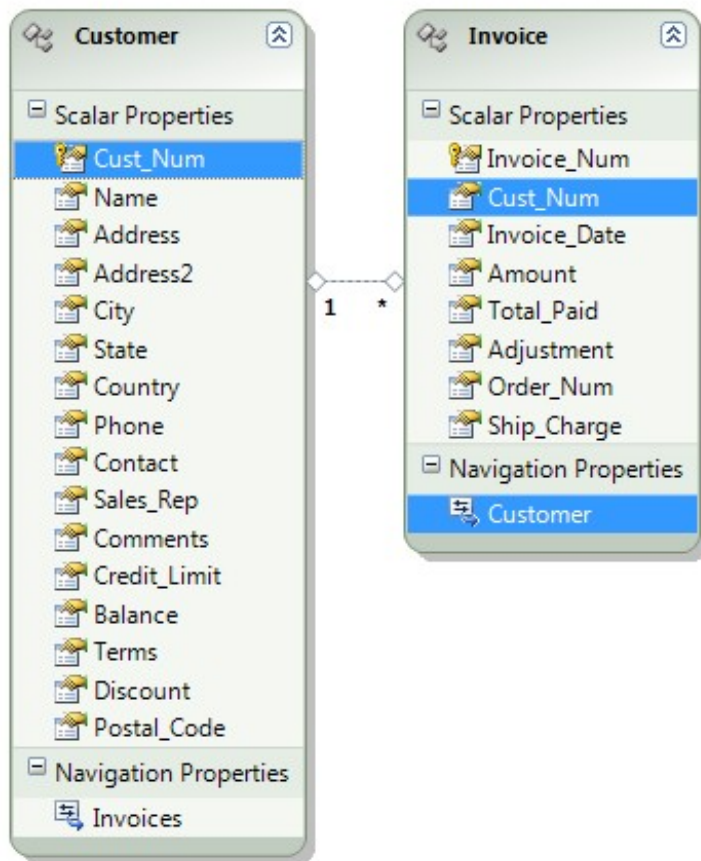 Customer
Scalar Properties
Cust_Num
Name
Address
Address2
City
State
Country
Phone
Contact
Sales_Rep
Comments
Credit_Limit
Balance
Terms
Discount
Postal_Code
Navigation Properties
Invoices
1 *
Invoice
Scalar Properties
Invoice_Num
Cust_Num
Invoice_Date
Amount
Total_Paid
Adjustment
Order_Num
Ship_Charge
Navigation Properties
Customer